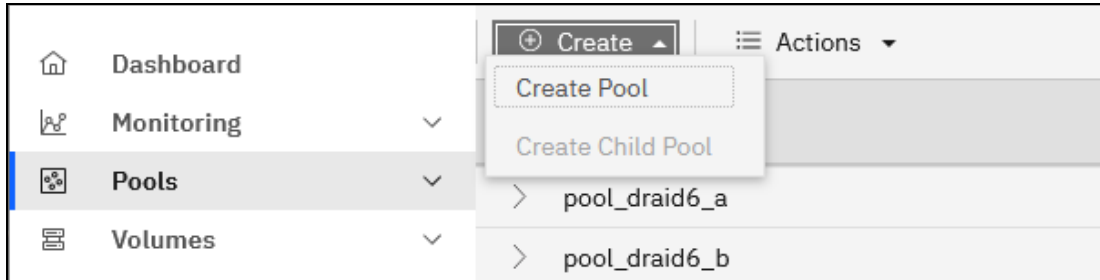 Dashboard
Monitoring
Pools
Volumes
Create
Actions
Create Pool
Create Child Pool
pool_draid6_a
pool_draid6_b